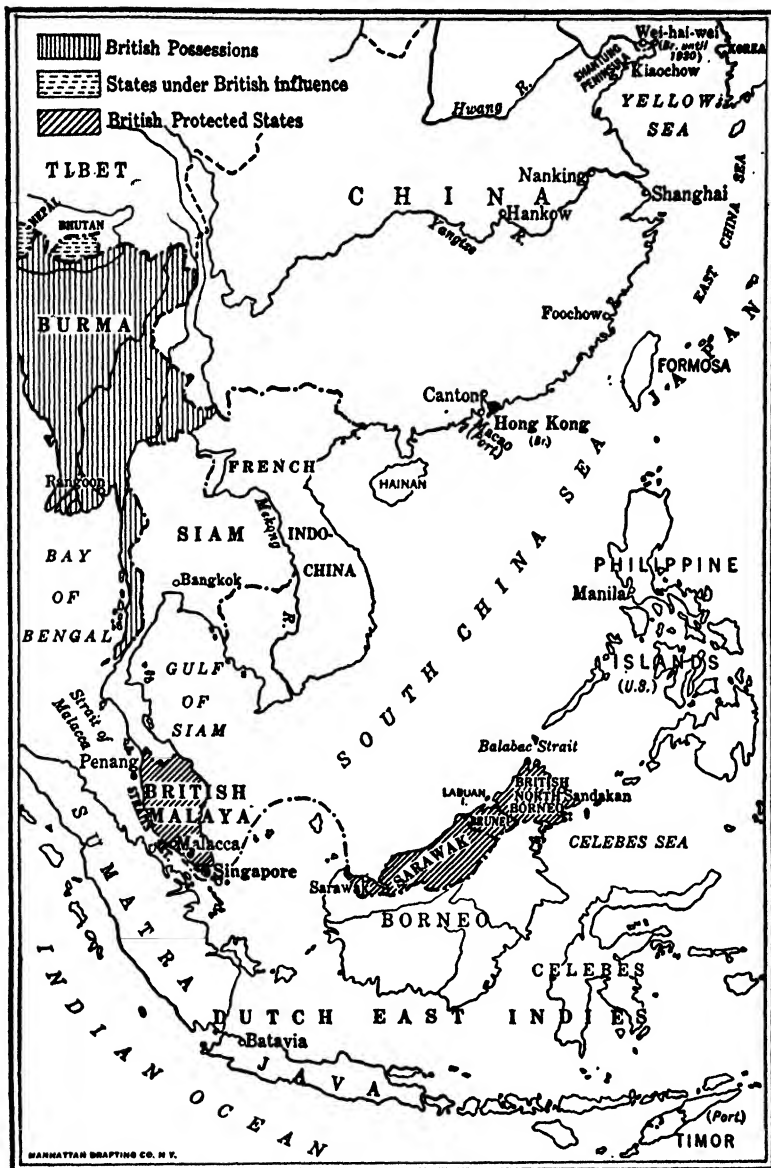 British Possessions
States under British influence
British Protected States
Wei-hai-wei
(Br. until
1930)
KOREA
SHANTUNG
PENINSULA
Kiaochow
YELLOW
SEA
Hwang R.
TIBET
NEPAL
BHUTAN
CHINA
Nanking
Shanghai
Hankow
Yangtse R.
EAST CHINA SEA
JAPAN
BURMA
Foochow
FORMOSA
Canton
Hong Kong
(Br.)
Macao
(Port.)
HAINAN
FRENCH
INDO-
CHINA
Rangoon
SIAM
Mekong
R.
Bangkok
BAY
OF
BENGAL
GULF
OF
SIAM
SOUTH CHINA SEA
PHILIPPINE
Manila
ISLANDS
(U.S.)
Strait of
Malacca
Penang
BRITISH
MALAYA
Malacca
Singapore
Balabac Strait
LABUAN
I.
BRITISH
NORTH
BORNEO
Sandakan
BRUNEI
SARAWAK
Sarawak
CELEBES SEA
SUMATRA
BORNEO
CELEBES
DUTCH EAST INDIES
Batavia
JAVA
INDIAN OCEAN
(Port.)
TIMOR
MANHATTAN DRAFTING CO. N.Y.